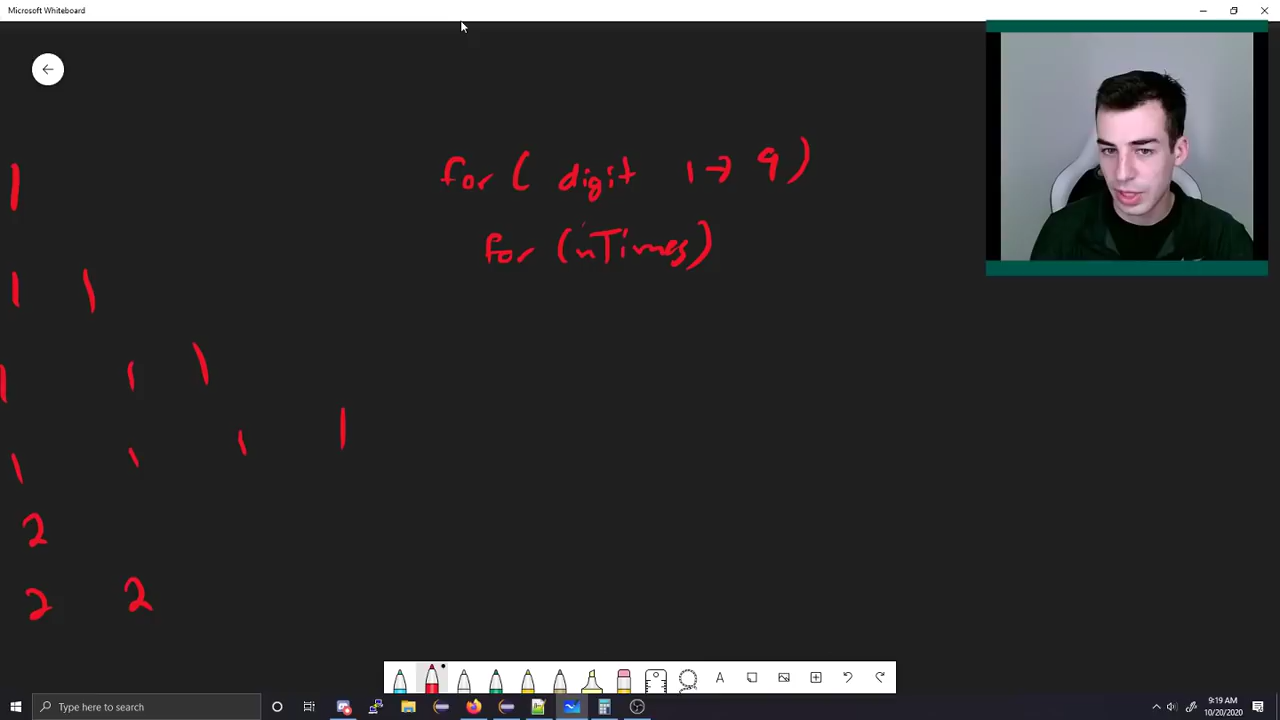 Microsoft Whiteboard
for ( digit 1 → 9 )
for (nTimes)
1
1 1
1 1 1
1 1 1 1
2
2 2
A
Type here to search
9:19 AM
10/20/2020